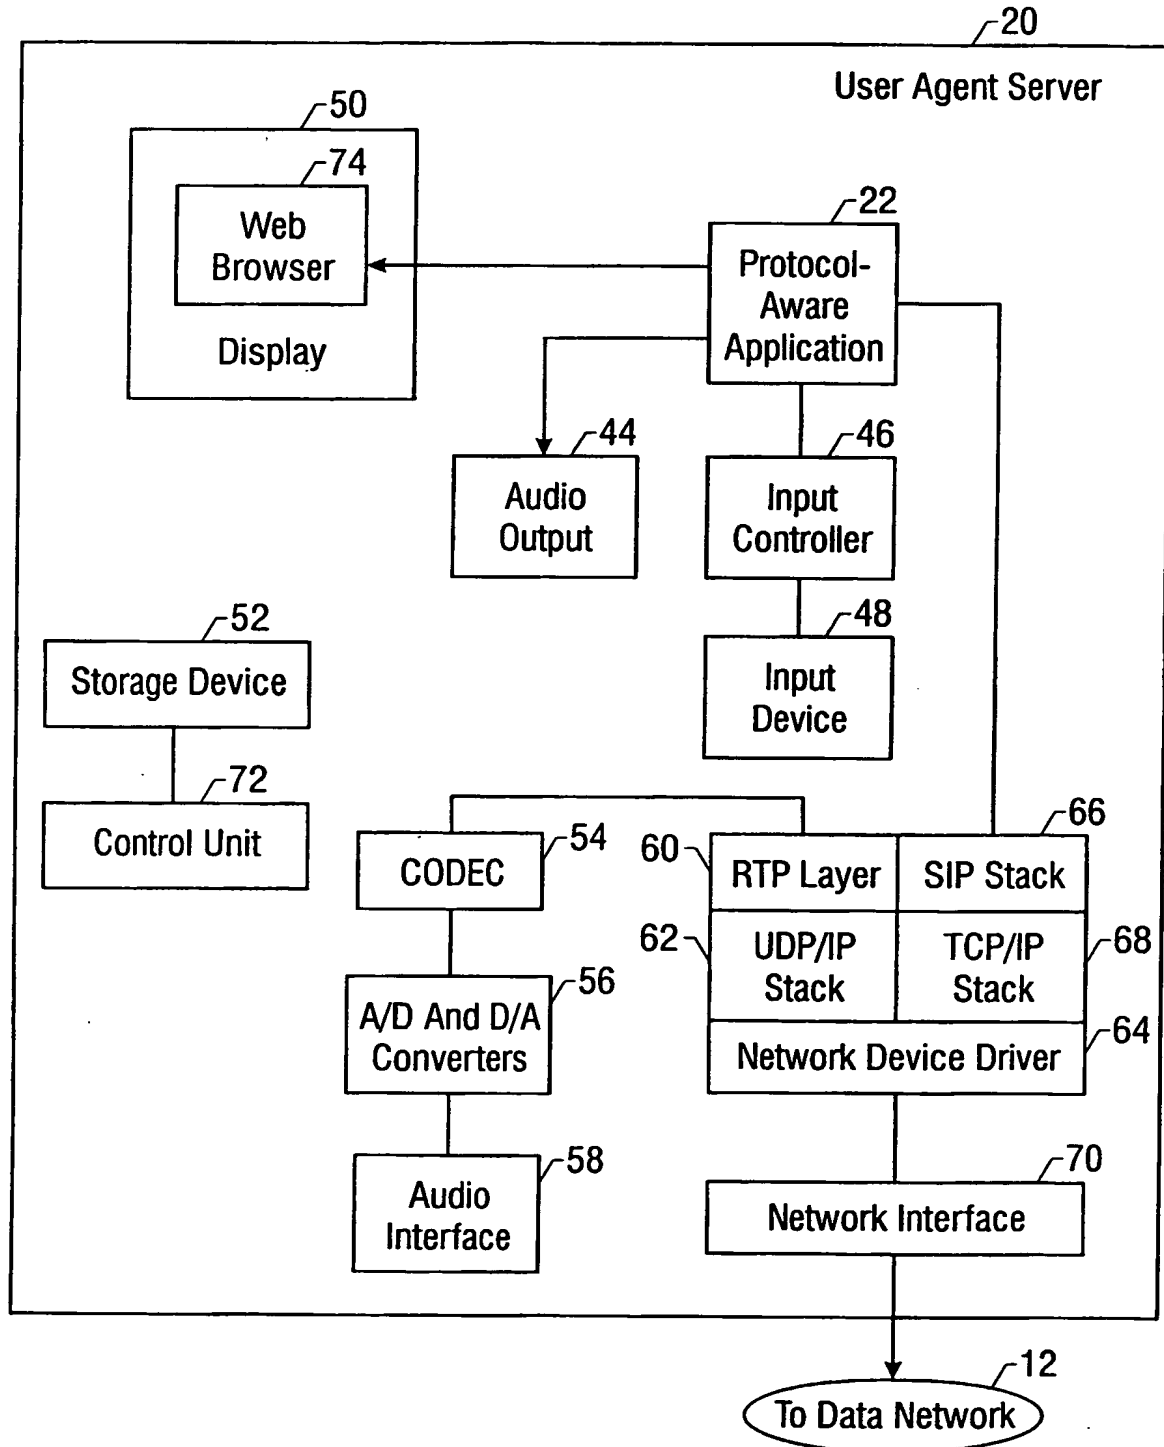 20
User Agent Server
50
74
Web
Browser
Display
22
Protocol-
Aware
Application
44
Audio
Output
46
Input
Controller
48
Input
Device
52
Storage Device
72
Control Unit
54
CODEC
56
A/D And D/A
Converters
58
Audio
Interface
66
60
RTP Layer
SIP Stack
62
UDP/IP
Stack
TCP/IP
Stack
68
64
Network Device Driver
70
Network Interface
12
To Data Network